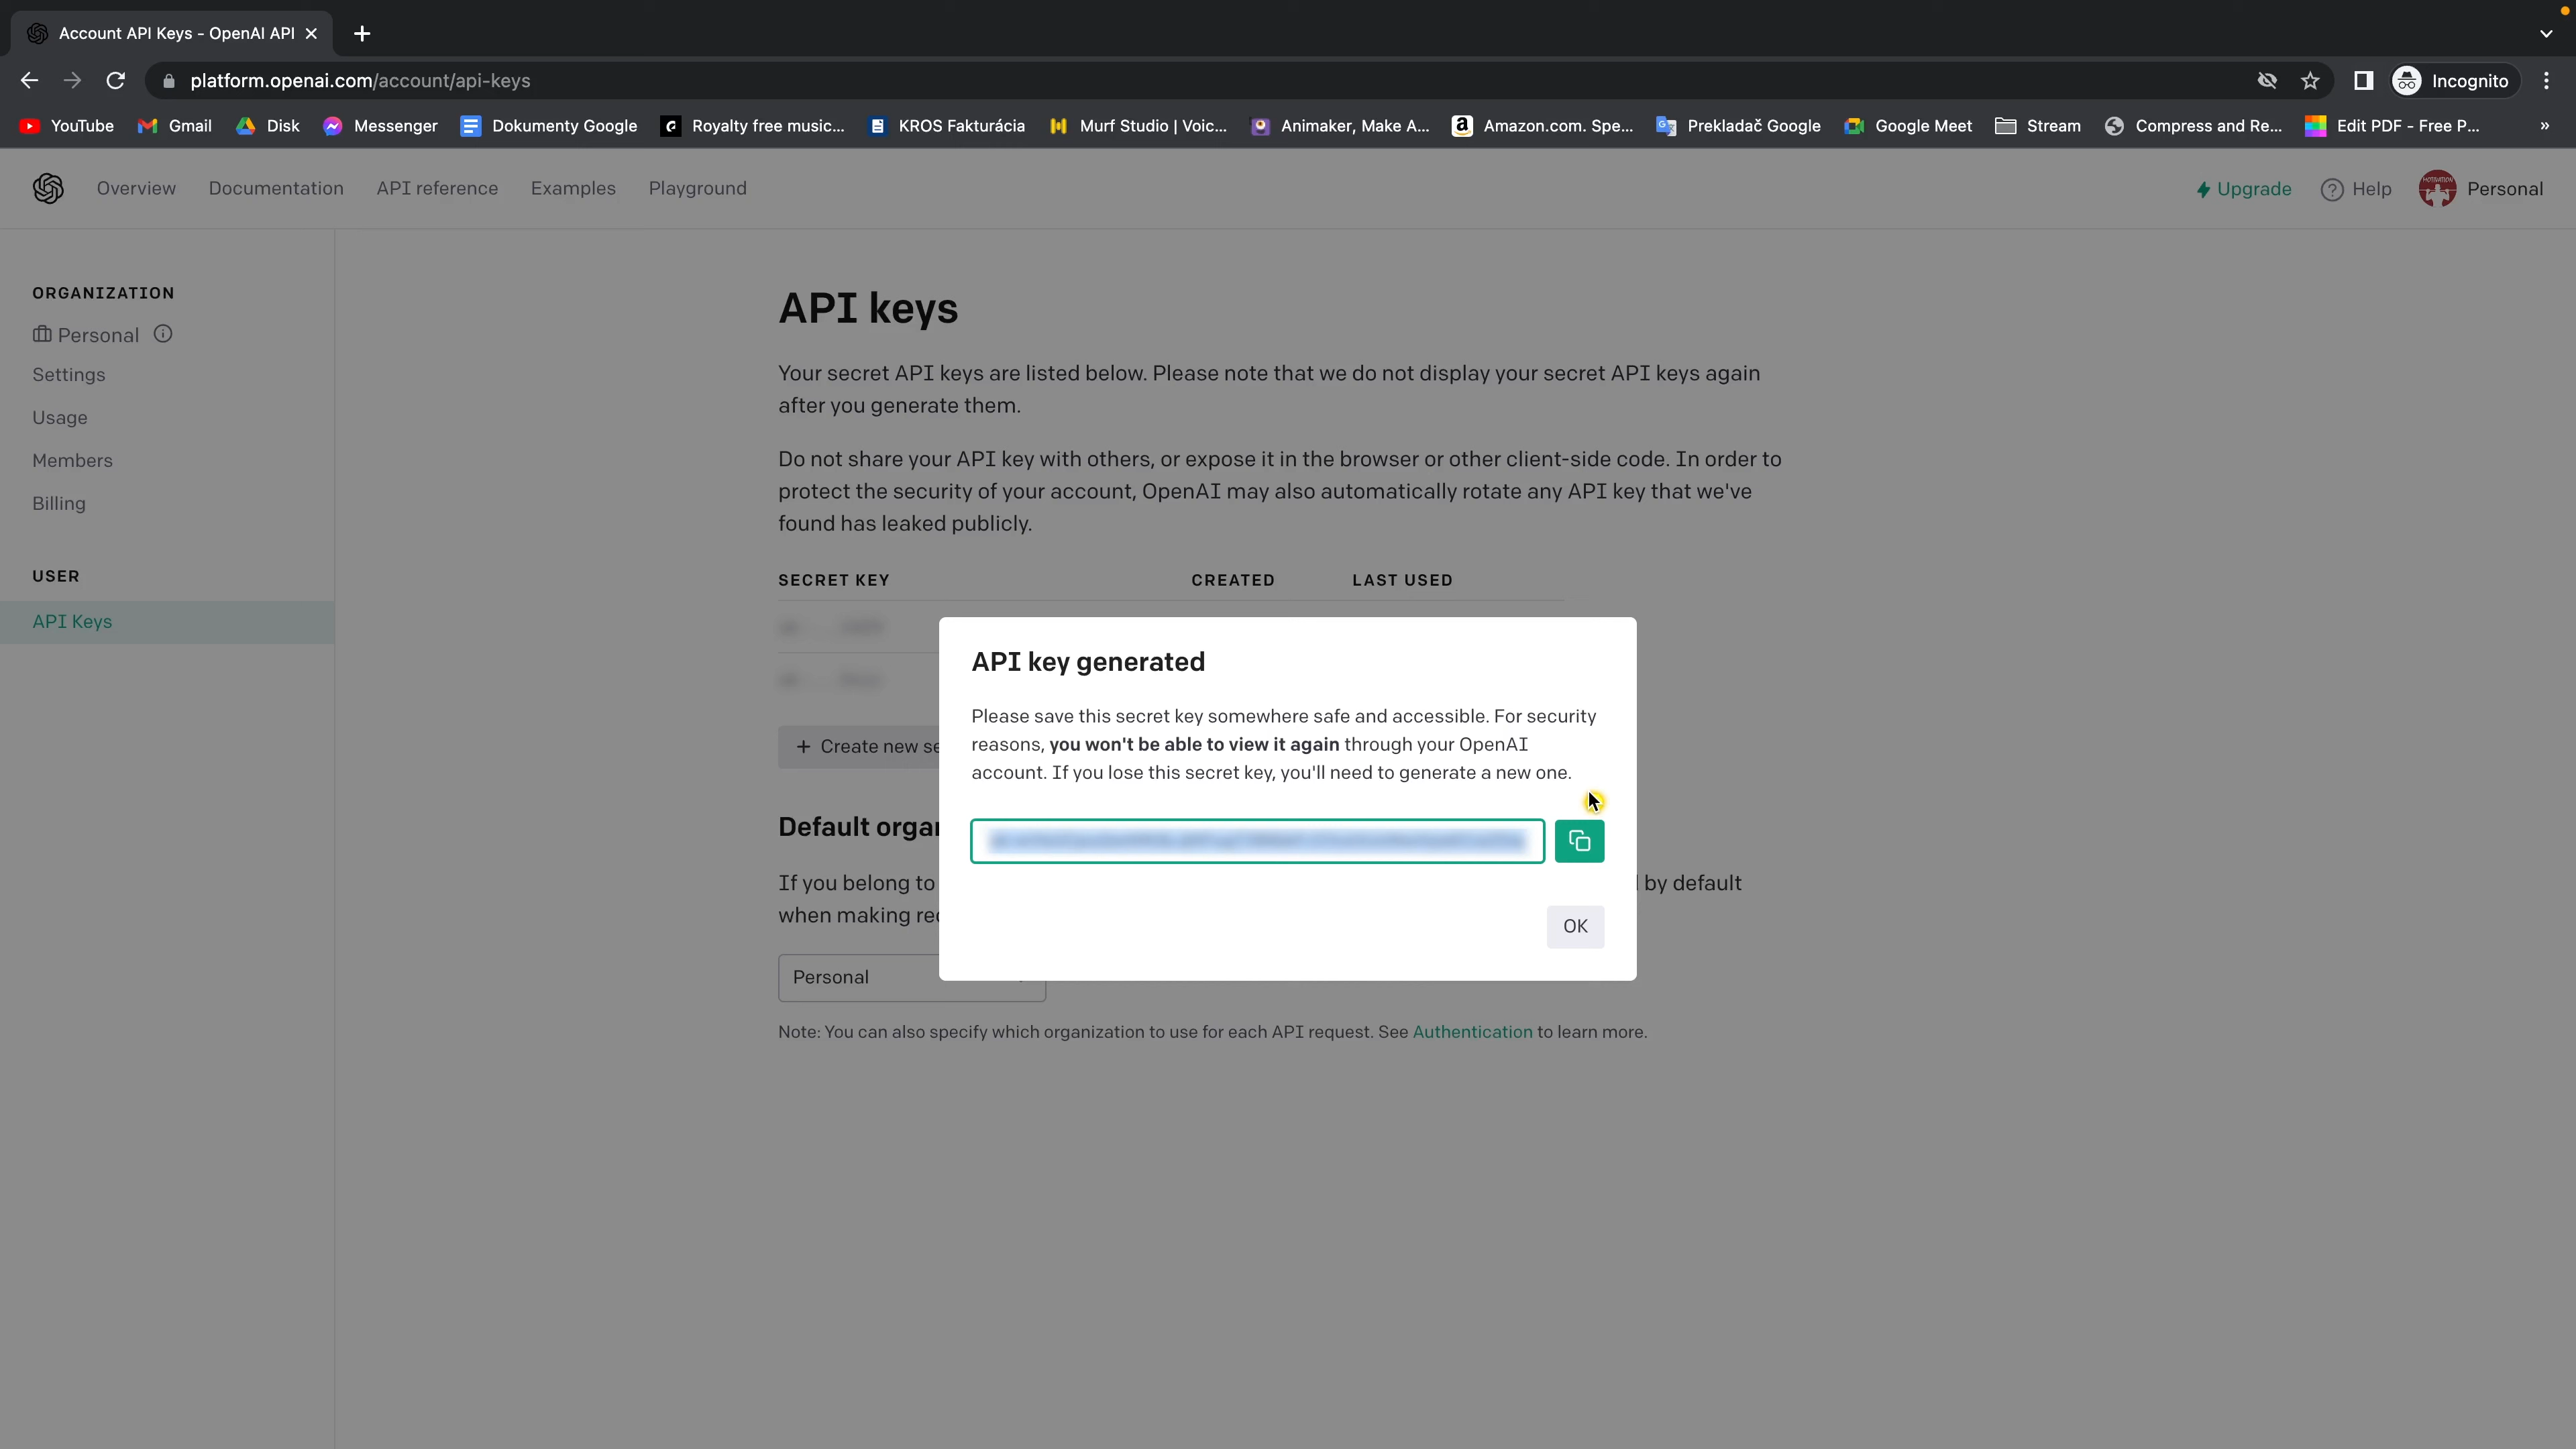 Account API Keys - OpenAI API
platform.openai.com/account/api-keys
Incognito
YouTube Gmail Disk Messenger Dokumenty Google Royalty free music... KROS Fakturácia Murf Studio | Voic... Animaker, Make A... Amazon.com. Spe... Prekladač Google Google Meet Stream Compress and Re... Edit PDF - Free P... »
Overview Documentation API reference Examples Playground Upgrade Help Personal
ORGANIZATION
Personal
Settings
Usage
Members
Billing
USER
API Keys
API keys
Your secret API keys are listed below. Please note that we do not display your secret API keys again
after you generate them.
Do not share your API key with others, or expose it in the browser or other client-side code. In order to
protect the security of your account, OpenAI may also automatically rotate any API key that we've
found has leaked publicly.
SECRET KEY CREATED LAST USED
+ Create new se
API key generated
Please save this secret key somewhere safe and accessible. For security
reasons, you won't be able to view it again through your OpenAI
account. If you lose this secret key, you'll need to generate a new one.
OK
Default organ
If you belong to by default
when making rec
Personal
Note: You can also specify which organization to use for each API request. See Authentication to learn more.